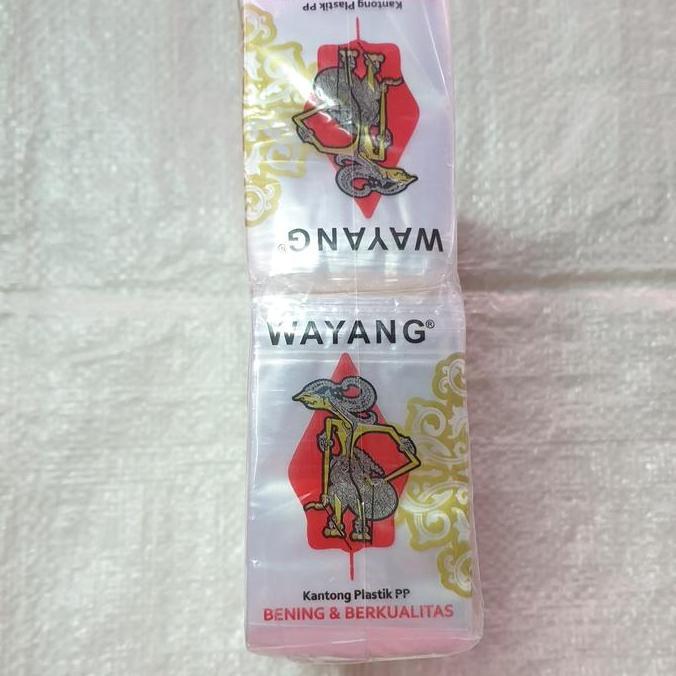 Kantong Plastik PP
WAYANG®
WAYANG®
Kantong Plastik PP
BENING & BERKUALITAS